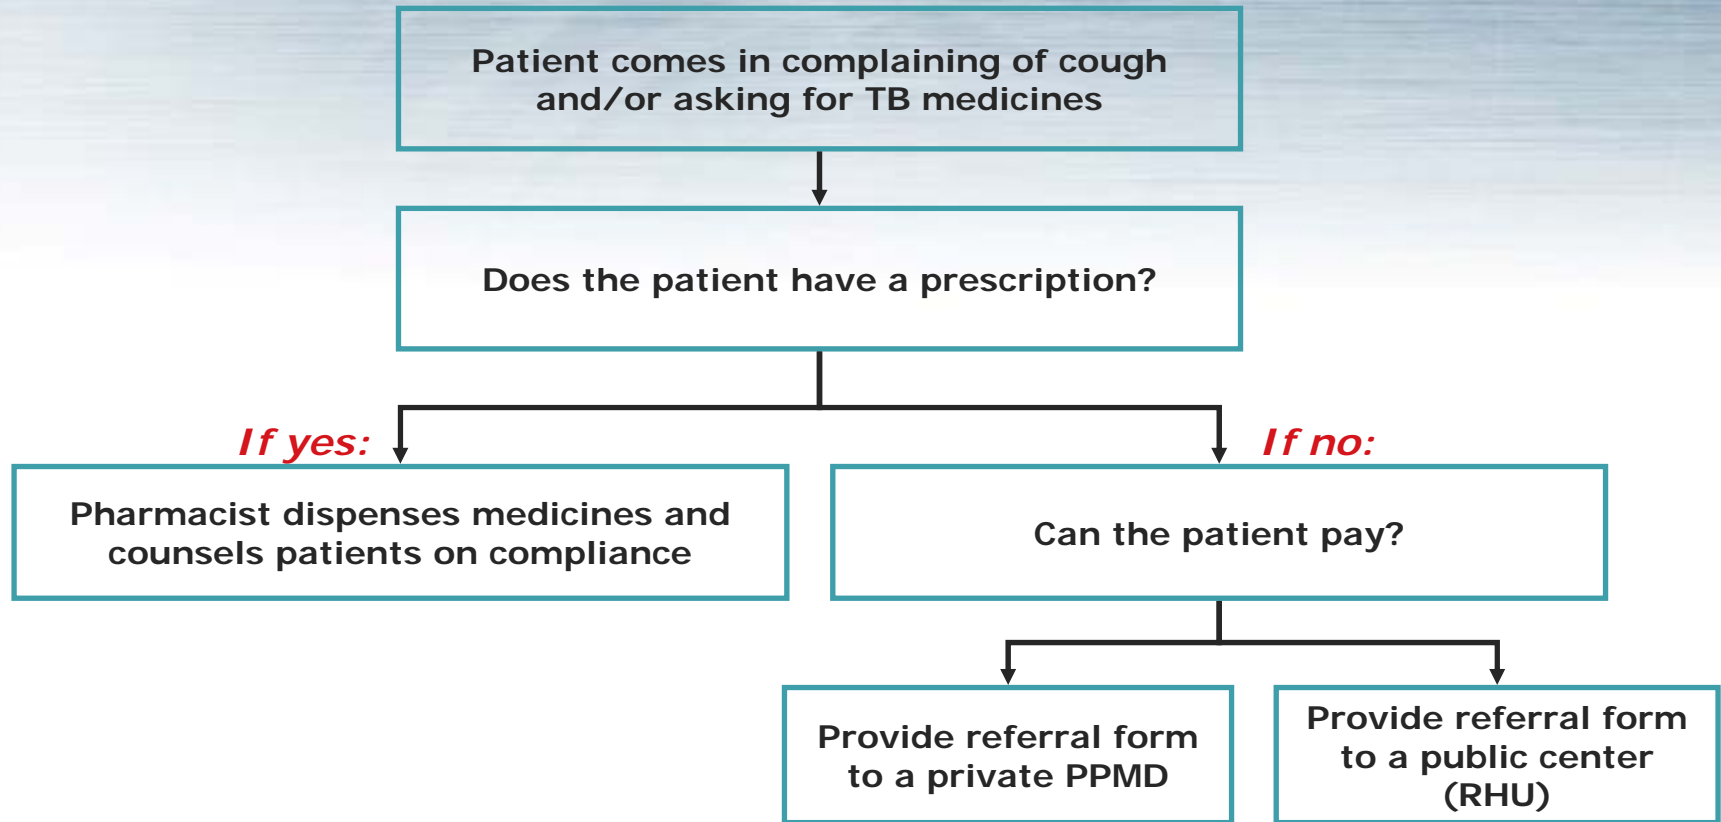 Patient comes in complaining of cough
and/or asking for TB medicines
Does the patient have a prescription?
If yes:
If no:
Pharmacist dispenses medicines and
counsels patients on compliance
Can the patient pay?
Provide referral form
to a private PPMD
Provide referral form
to a public center
(RHU)